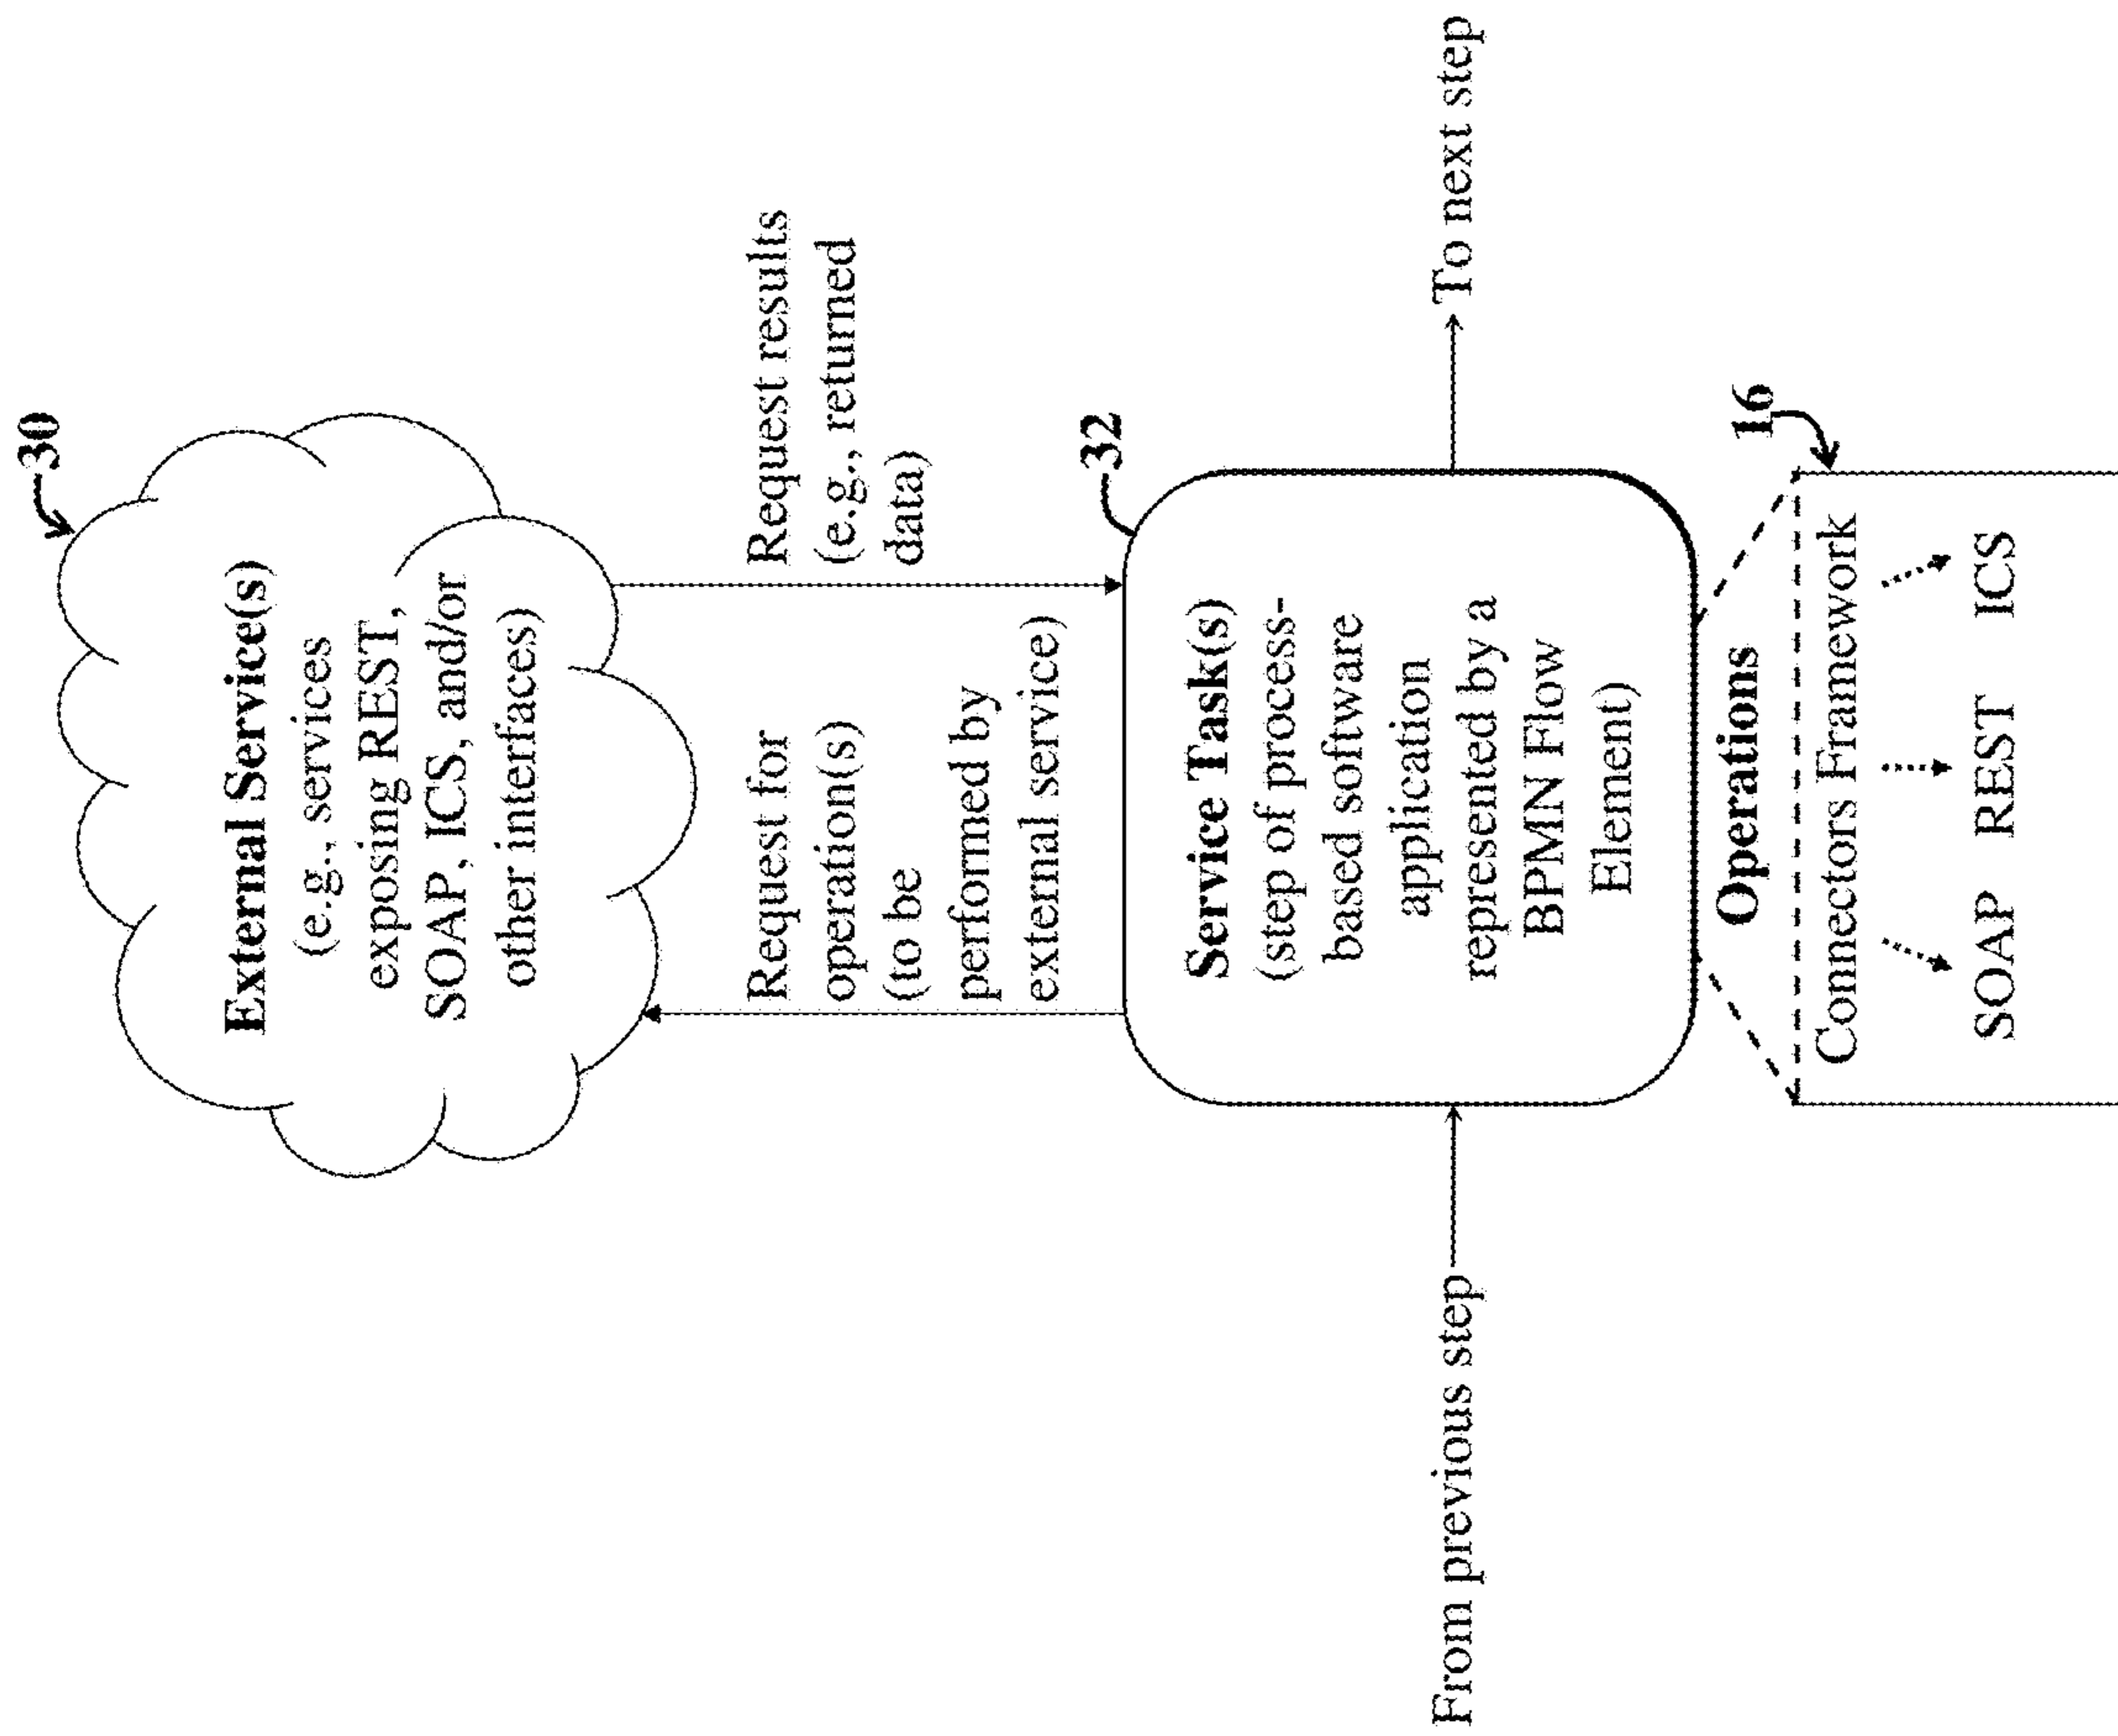 30
External Service(s)
(e.g., services
exposing REST,
SOAP, ICS, and/or
other interfaces)
Request for
operation(s)
(to be
performed by
external service)
Request results
(e.g., returned
data)
32
Service Task(s)
(step of process-
based software
application
represented by a
BPMN Flow
Element)
From previous step
To next step
Operations
16
Connectors Framework
SOAP REST ICS